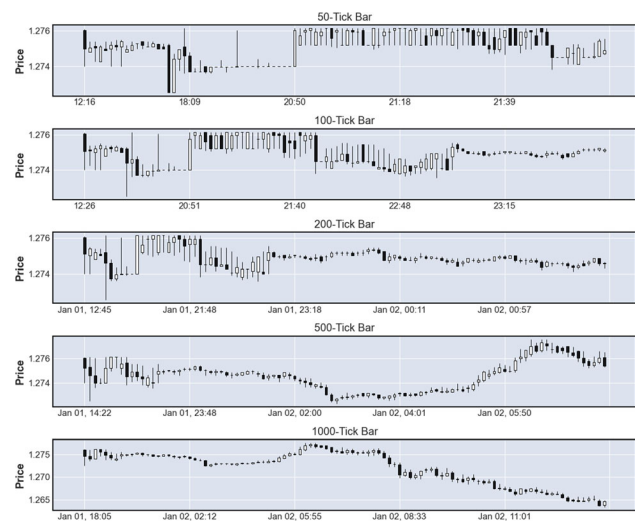 50-Tick Bar
1.276
Price
1.274
12:16 18:09 20:50 21:18 21:39
100-Tick Bar
1.276
Price
1.274
12:26 20:51 21:40 22:48 23:15
200-Tick Bar
1.276
Price
1.274
Jan 01, 12:45 Jan 01, 21:48 Jan 01, 23:18 Jan 02, 00:11 Jan 02, 00:57
500-Tick Bar
1.276
Price
1.274
Jan 01, 14:22 Jan 01, 23:48 Jan 02, 02:00 Jan 02, 04:01 Jan 02, 05:50
1000-Tick Bar
1.275
Price
1.270
1.265
Jan 01, 18:05 Jan 02, 02:12 Jan 02, 05:55 Jan 02, 08:33 Jan 02, 11:01